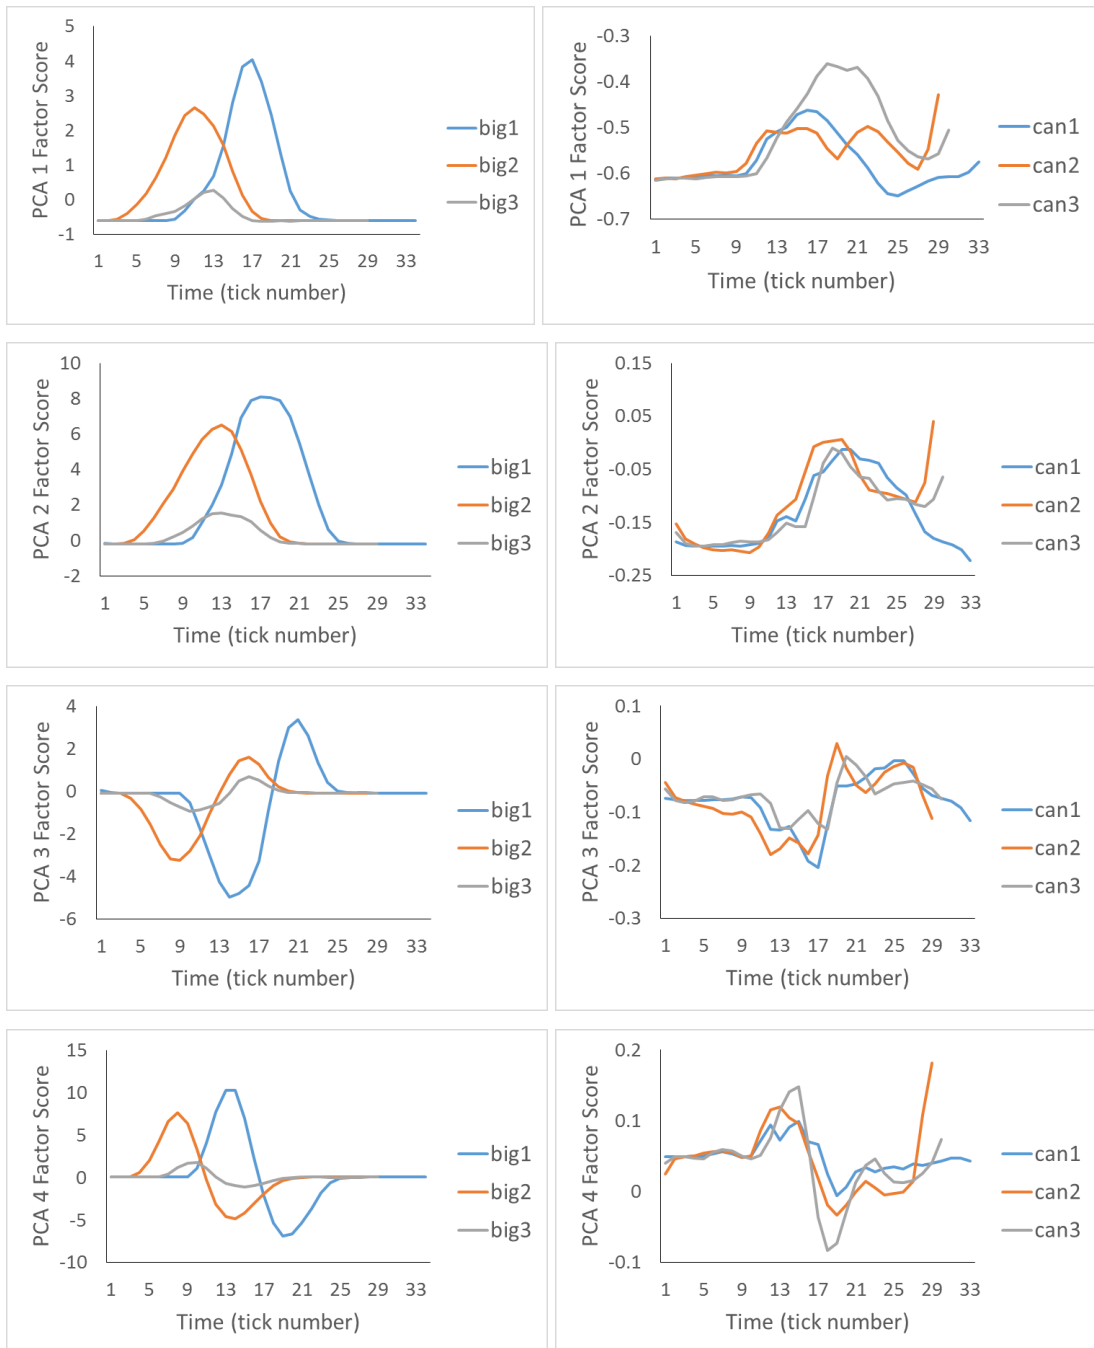 PCA 1 Factor Score
5
4
3
2
1
0
-1
1 5 9 13 17 21 25 29 33
Time (tick number)
big1
big2
big3
PCA 1 Factor Score
-0.3
-0.4
-0.5
-0.6
-0.7
1 5 9 13 17 21 25 29 33
Time (tick number)
can1
can2
can3
PCA 2 Factor Score
10
8
6
4
2
0
-2
1 5 9 13 17 21 25 29 33
Time (tick number)
big1
big2
big3
PCA 2 Factor Score
0.15
0.05
-0.05
-0.15
-0.25
1 5 9 13 17 21 25 29 33
Time (tick number)
can1
can2
can3
PCA 3 Factor Score
4
2
0
-2
-4
-6
1 5 9 13 17 21 25 29 33
Time (tick number)
big1
big2
big3
PCA 3 Factor Score
0.1
0
-0.1
-0.2
-0.3
1 5 9 13 17 21 25 29 33
Time (tick number)
can1
can2
can3
PCA 4 Factor Score
15
10
5
0
-5
-10
1 5 9 13 17 21 25 29 33
Time (tick number)
big1
big2
big3
PCA 4 Factor Score
0.2
0.1
0
-0.1
1 5 9 13 17 21 25 29 33
Time (tick number)
can1
can2
can3